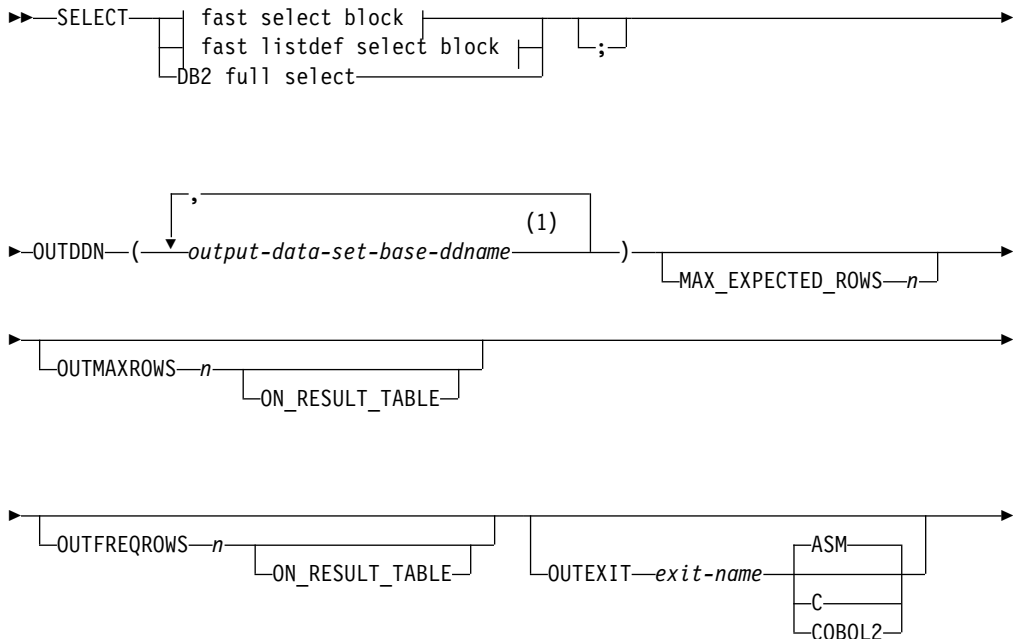 SELECT fast select block
fast listdef select block
;
DB2 full select
,
(1)
OUTDDN ( output-data-set-base-ddname )
MAX_EXPECTED_ROWS n
OUTMAXROWS n
ON_RESULT_TABLE
OUTFREQROWS n
ON_RESULT_TABLE
ASM
OUTEXIT exit-name
C
COBOL2